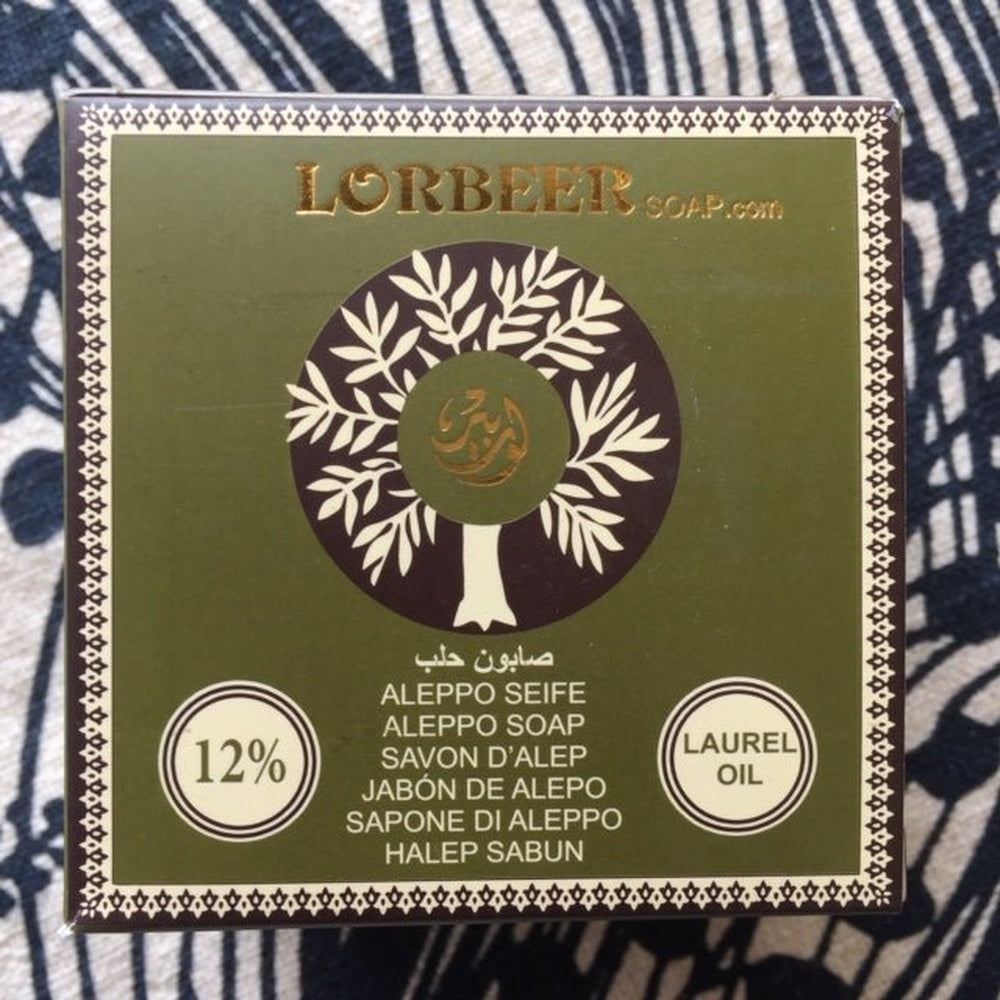 LORBEER SOAP.com
لوربير
صابون حلب
ALEPPO SEIFE
ALEPPO SOAP
SAVON D'ALEP
JABÓN DE ALEPO
SAPONE DI ALEPPO
HALEP SABUN
12%
LAUREL
OIL